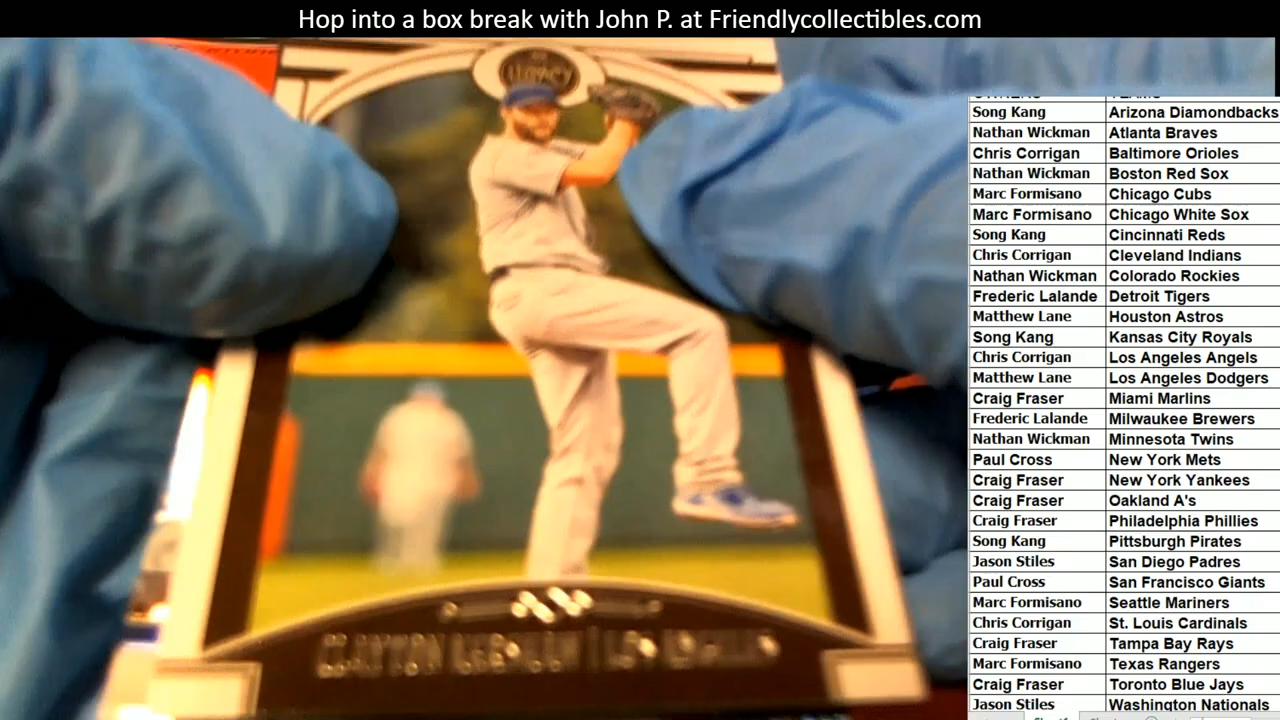 Hop into a box break with John P. at Friendlycollectibles.com
LEGACY
Song Kang Arizona Diamondbacks
Nathan Wickman Atlanta Braves
Chris Corrigan Baltimore Orioles
Nathan Wickman Boston Red Sox
Marc Formisano Chicago Cubs
Marc Formisano Chicago White Sox
Song Kang Cincinnati Reds
Chris Corrigan Cleveland Indians
Nathan Wickman Colorado Rockies
Frederic Lalande Detroit Tigers
Matthew Lane Houston Astros
Song Kang Kansas City Royals
Chris Corrigan Los Angeles Angels
Matthew Lane Los Angeles Dodgers
Craig Fraser Miami Marlins
Frederic Lalande Milwaukee Brewers
Nathan Wickman Minnesota Twins
Paul Cross New York Mets
Craig Fraser New York Yankees
Craig Fraser Oakland A's
Craig Fraser Philadelphia Phillies
Song Kang Pittsburgh Pirates
Jason Stiles San Diego Padres
Paul Cross San Francisco Giants
Marc Formisano Seattle Mariners
Chris Corrigan St. Louis Cardinals
Craig Fraser Tampa Bay Rays
Marc Formisano Texas Rangers
Craig Fraser Toronto Blue Jays
Jason Stiles Washington Nationals